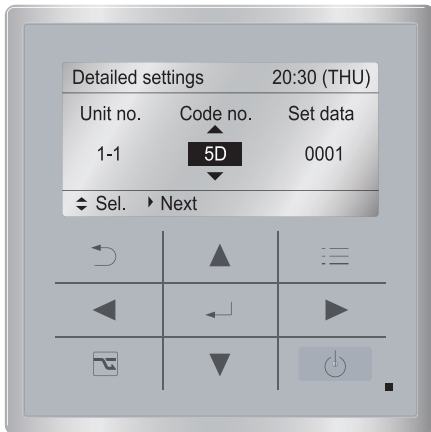 Detailed settings 20:30 (THU)
Unit no. Code no. Set data
1-1 5D 0001
Sel. Next